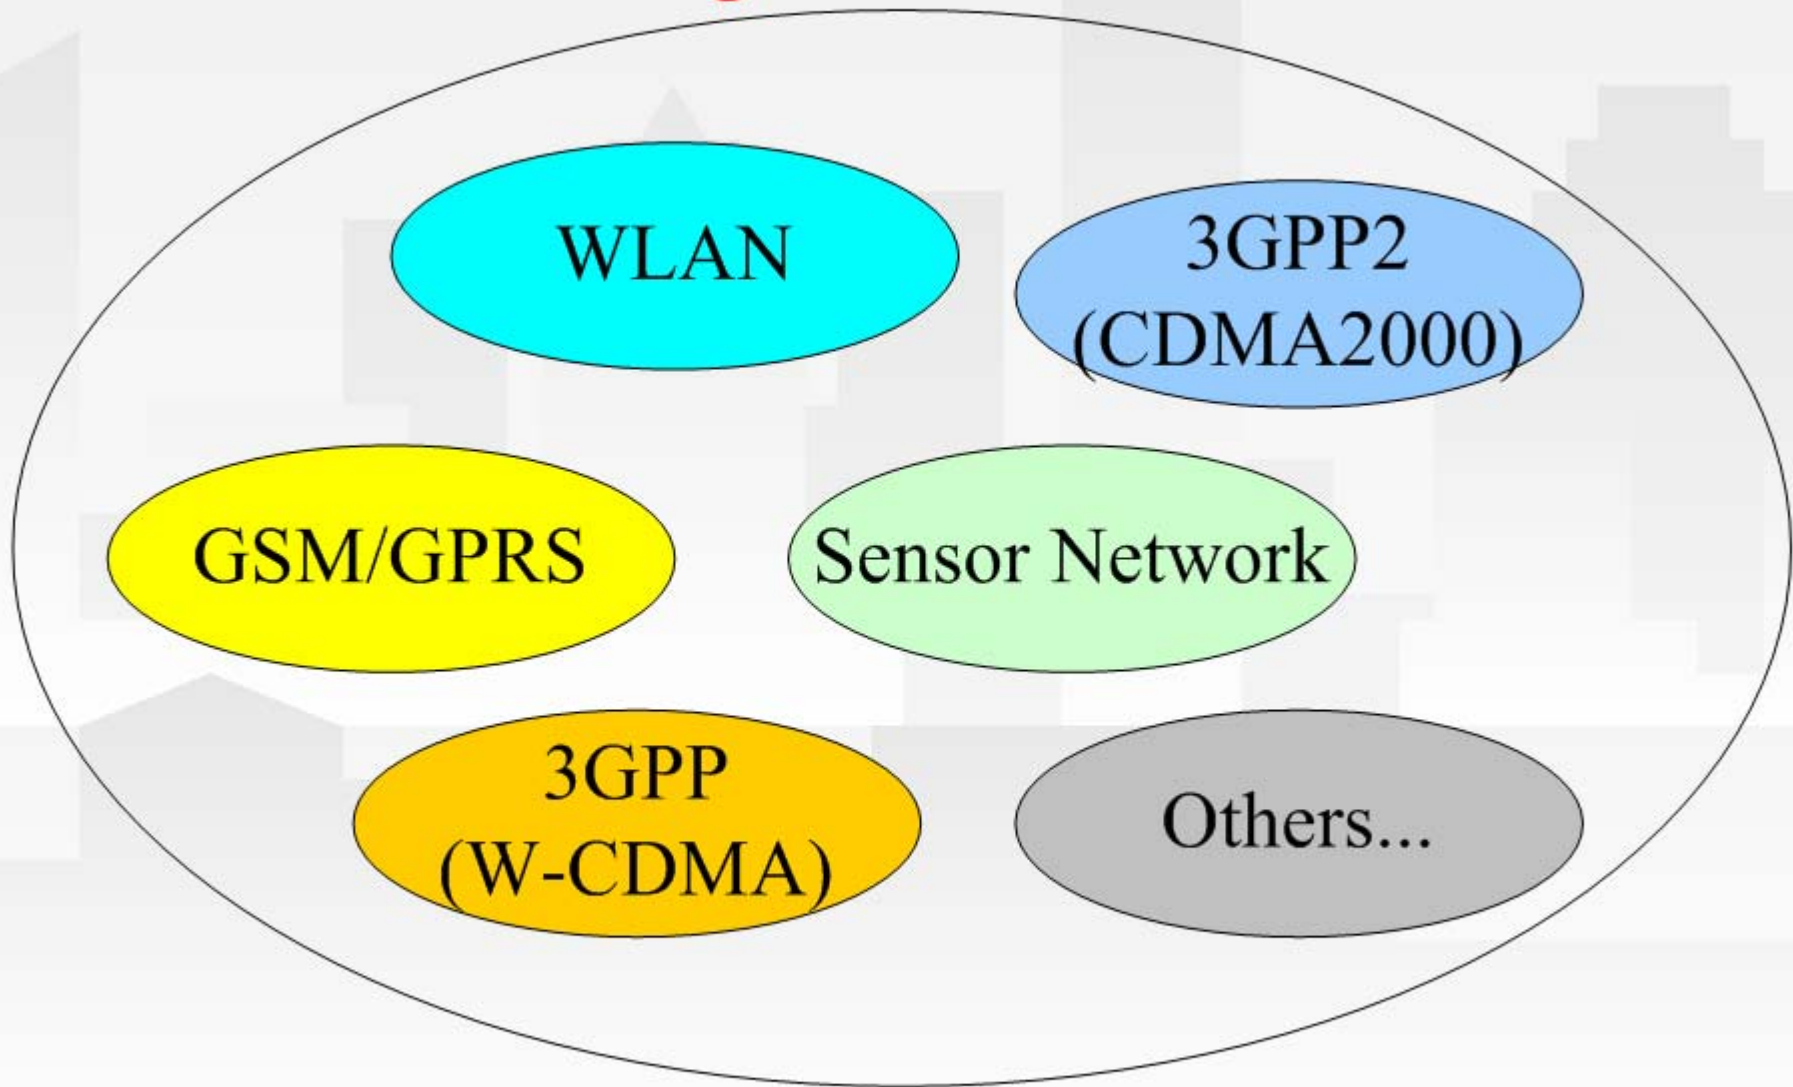 WLAN
3GPP2
(CDMA2000)
GSM/GPRS
Sensor Network
3GPP
(W-CDMA)
Others...